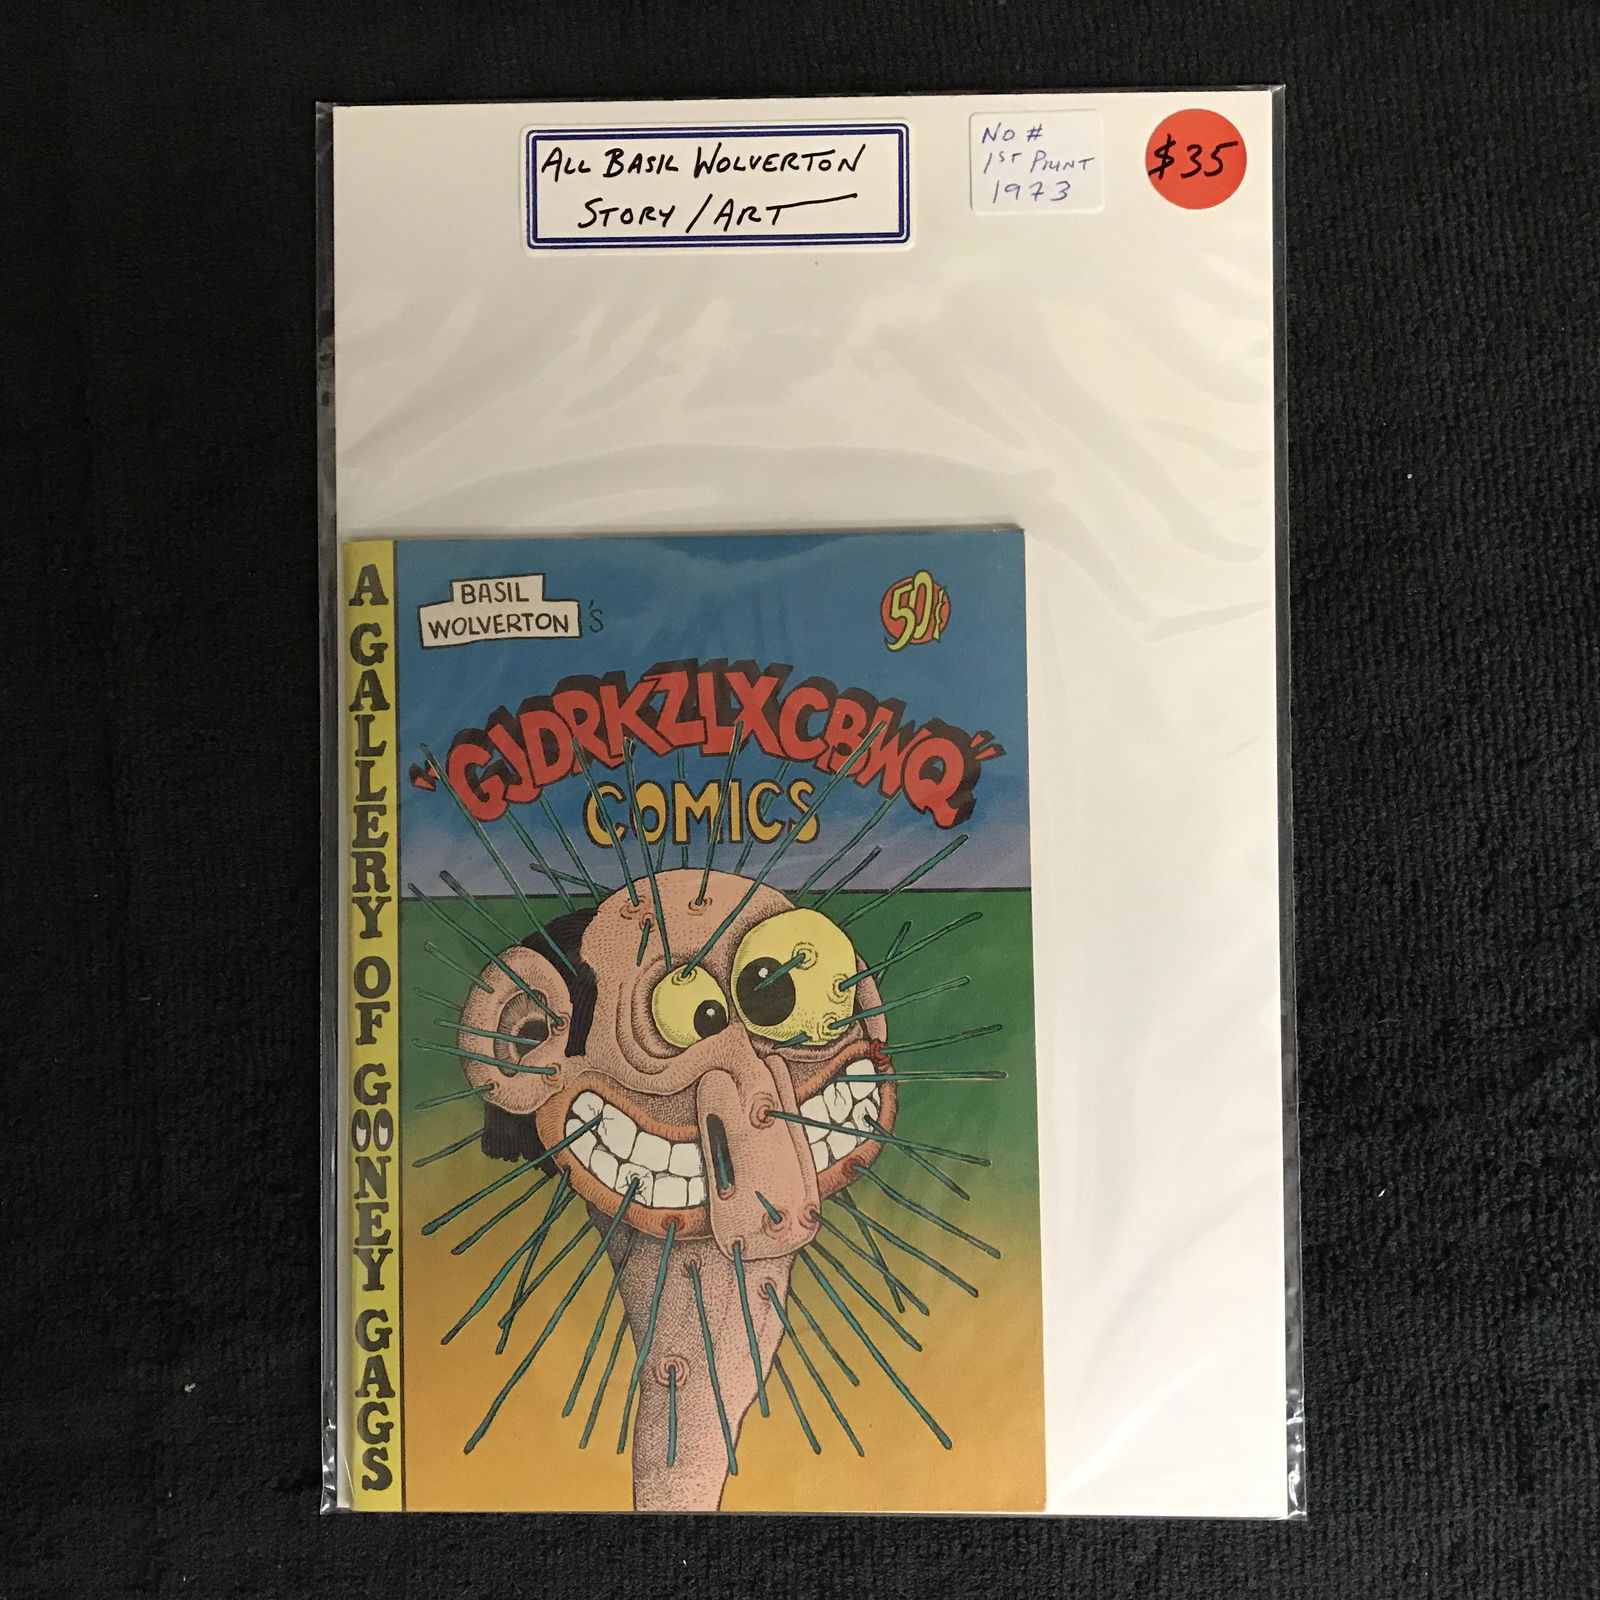 ALL BASIL WOLVERTON
STORY / ART
NO #
1ST PRINT
1973
$35
BASIL
WOLVERTON'S
50¢
"GJDRKZLXCBWQ"
COMICS
A GALLERY OF GOONEY GAGS